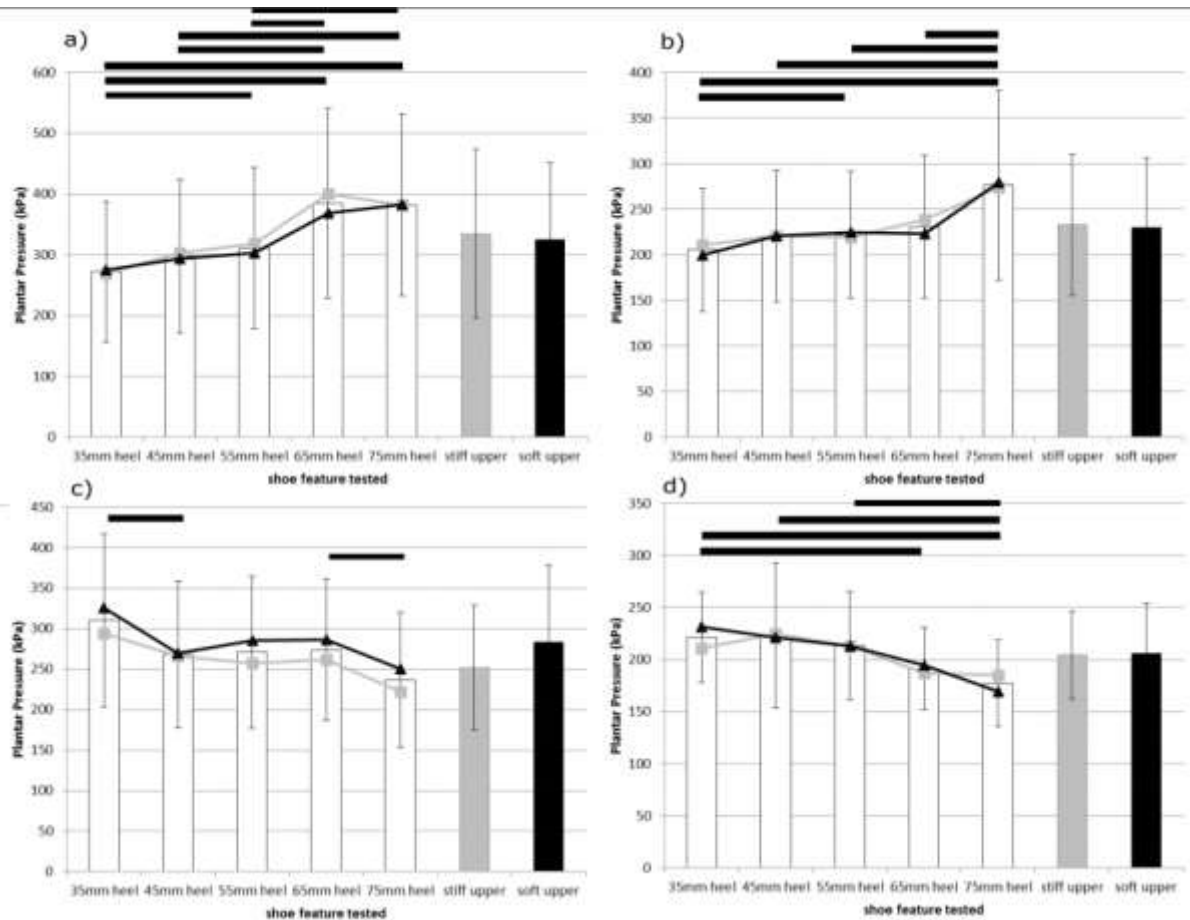 a)
600
500
400
300
200
100
0
Plantar Pressure (kPa)
35mm heel 45mm heel 55mm heel 65mm heel 75mm heel stiff upper soft upper
shoe feature tested
b)
400
350
300
250
200
150
100
50
0
Plantar Pressure (kPa)
35mm heel 45mm heel 55mm heel 65mm heel 75mm heel stiff upper soft upper
shoe feature tested
c)
450
400
350
300
250
200
150
100
50
0
Plantar Pressure (kPa)
35mm heel 45mm heel 55mm heel 65mm heel 75mm heel stiff upper soft upper
shoe feature tested
d)
350
300
250
200
150
100
50
0
Plantar Pressure (kPa)
35mm heel 45mm heel 55mm heel 65mm heel 75mm heel stiff upper soft upper
shoe feature tested